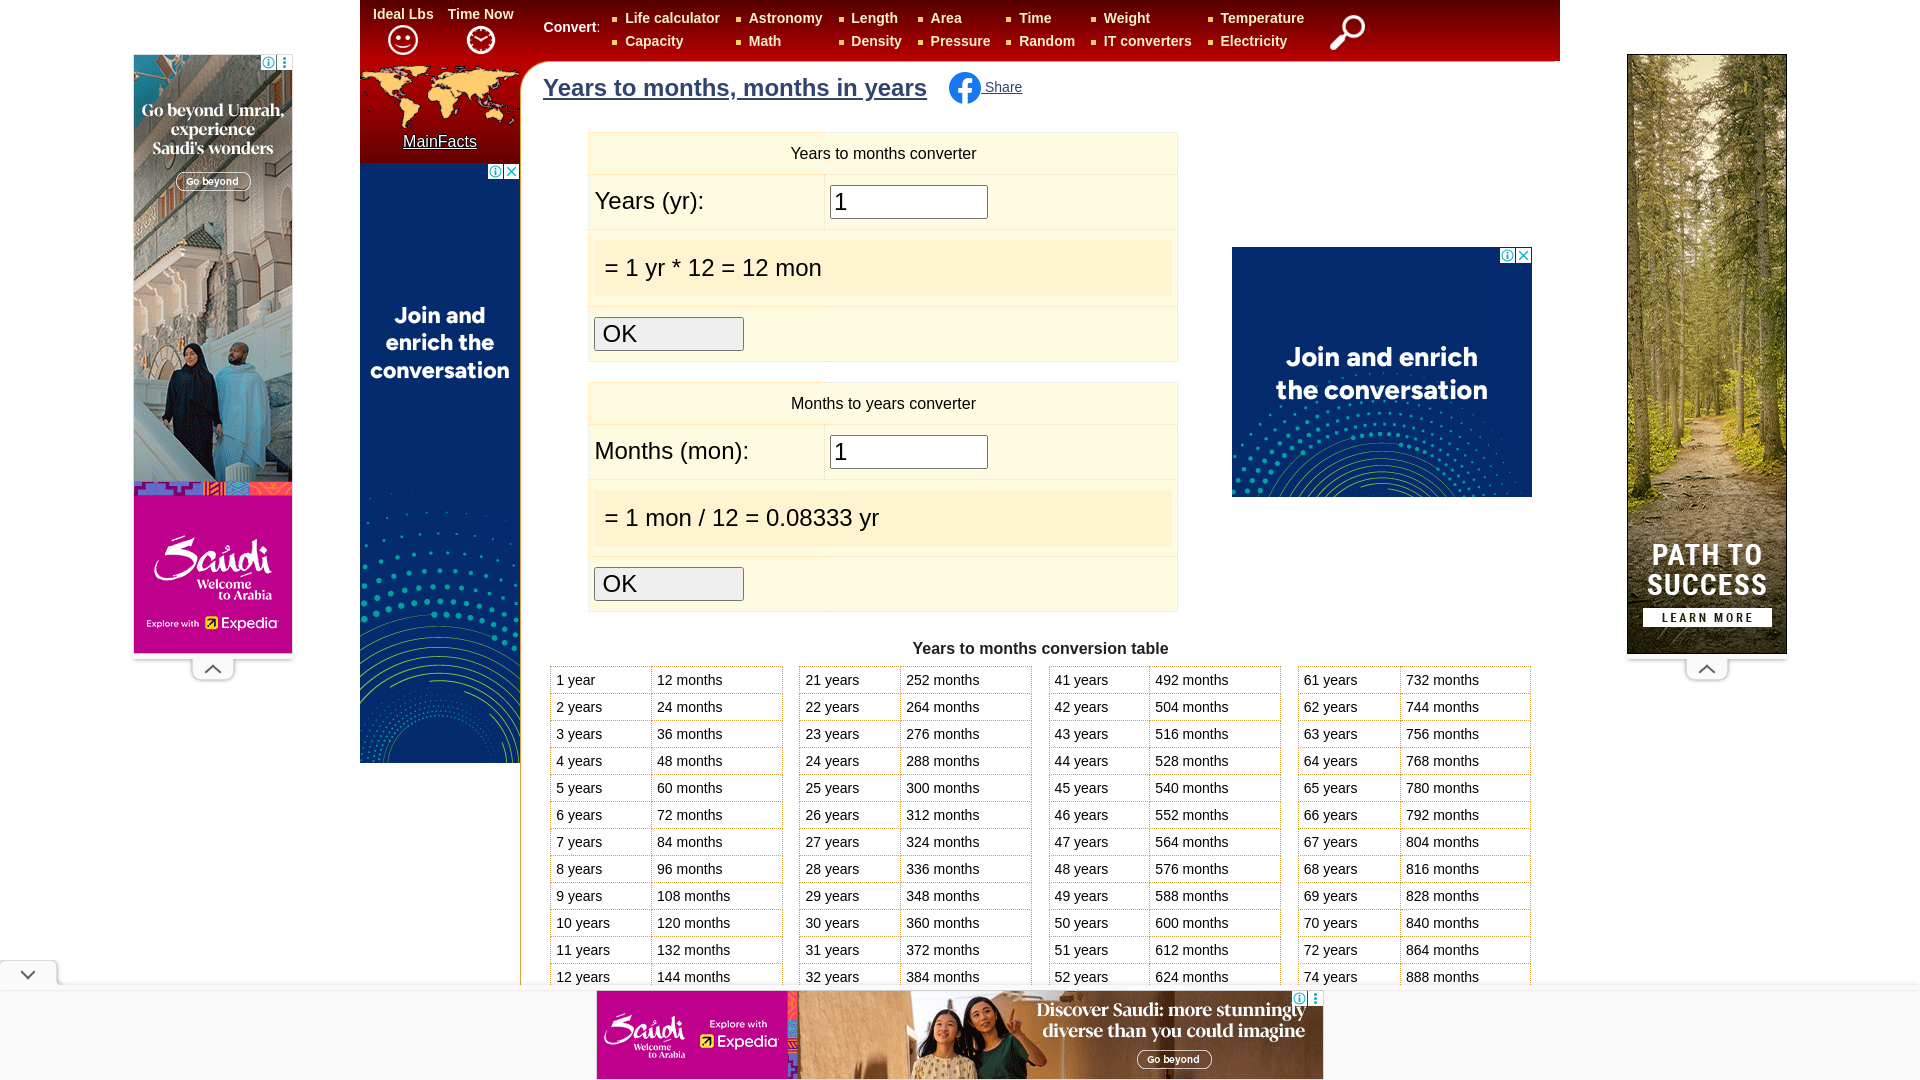 Ideal Lbs
Time Now
Convert:
Life calculator
Astronomy
Length
Area
Time
Weight
Temperature
Capacity
Math
Density
Pressure
Random
IT converters
Electricity
MainFacts
Years to months, months in years
Share
Years to months converter
Years (yr):
1
= 1 yr * 12 = 12 mon
OK
Months to years converter
Months (mon):
1
= 1 mon / 12 = 0.08333 yr
OK
Go beyond Umrah,
experience
Saudi's wonders
Go beyond
Saudi
Welcome
to Arabia
Explore with Expedia
Join and
enrich the
conversation
Join and enrich
the conversation
PATH TO
SUCCESS
LEARN MORE
Years to months conversion table
1 year 12 months 21 years 252 months 41 years 492 months 61 years 732 months
2 years 24 months 22 years 264 months 42 years 504 months 62 years 744 months
3 years 36 months 23 years 276 months 43 years 516 months 63 years 756 months
4 years 48 months 24 years 288 months 44 years 528 months 64 years 768 months
5 years 60 months 25 years 300 months 45 years 540 months 65 years 780 months
6 years 72 months 26 years 312 months 46 years 552 months 66 years 792 months
7 years 84 months 27 years 324 months 47 years 564 months 67 years 804 months
8 years 96 months 28 years 336 months 48 years 576 months 68 years 816 months
9 years 108 months 29 years 348 months 49 years 588 months 69 years 828 months
10 years 120 months 30 years 360 months 50 years 600 months 70 years 840 months
11 years 132 months 31 years 372 months 51 years 612 months 72 years 864 months
12 years 144 months 32 years 384 months 52 years 624 months 74 years 888 months
Saudi
Welcome
to Arabia
Explore with
Expedia
Discover Saudi: more stunningly
diverse than you could imagine
Go beyond